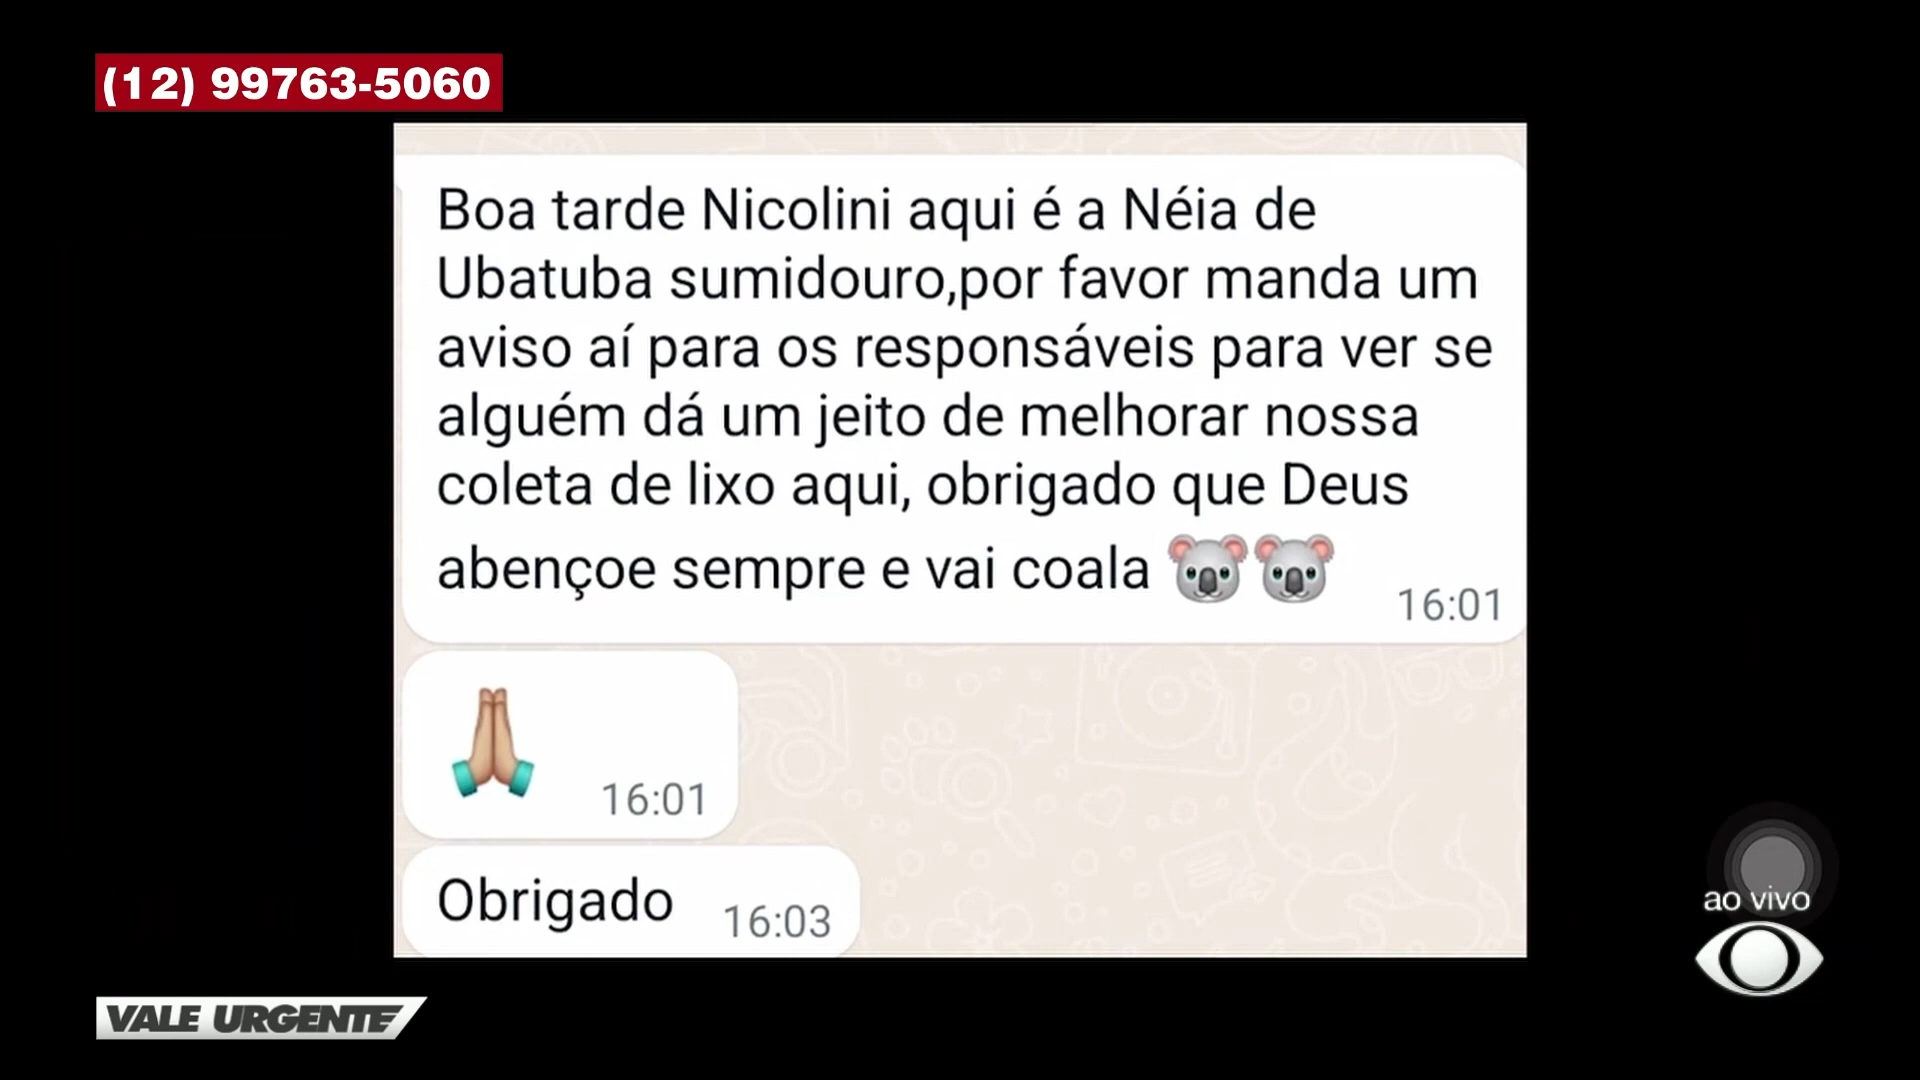 (12) 99763-5060
Boa tarde Nicolini aqui é a Néia de
Ubatuba sumidouro,por favor manda um
aviso aí para os responsáveis para ver se
alguém dá um jeito de melhorar nossa
coleta de lixo aqui, obrigado que Deus
abençoe sempre e vai coala 🐨🐨
16:01
🙏🏼
16:01
Obrigado 16:03
ao vivo
VALE URGENTE